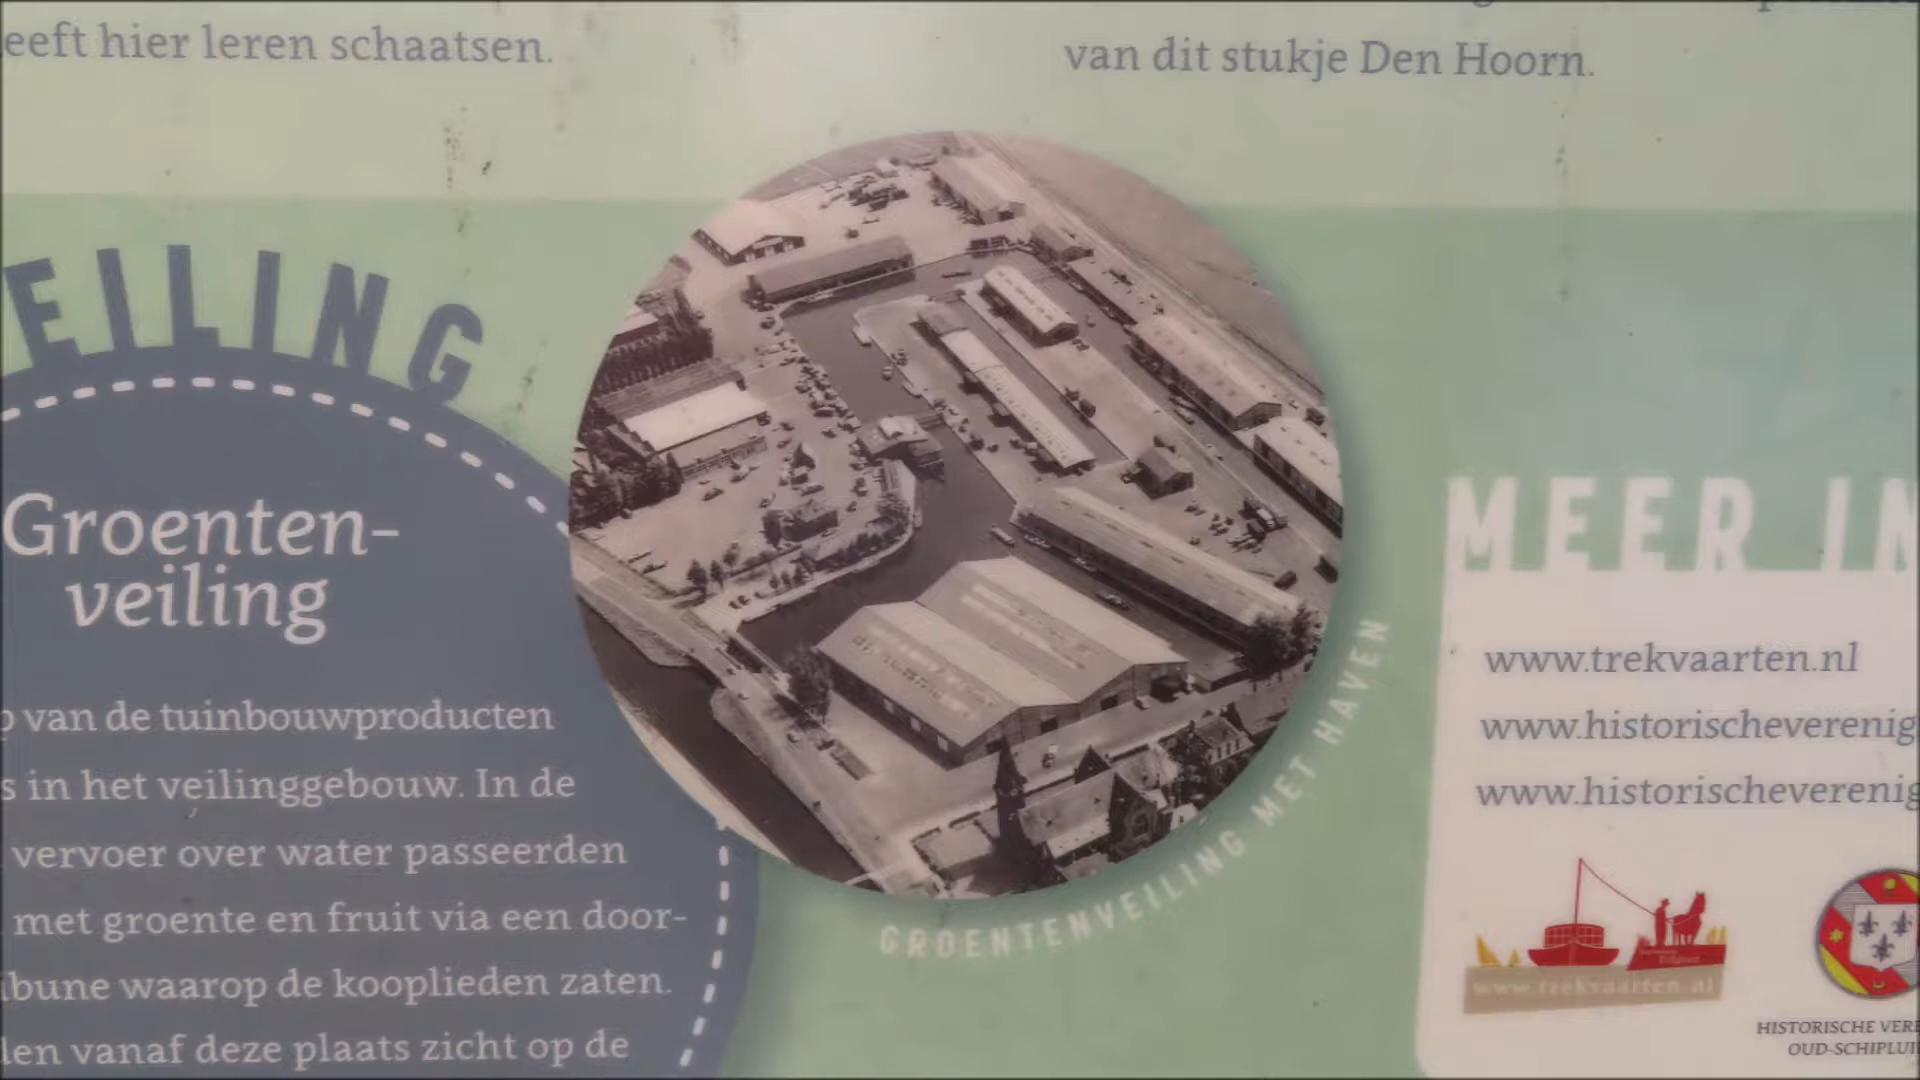 eeft hier leren schaatsen.
van dit stukje Den Hoorn.
EILING
Groenten-
veiling
van de tuinbouwproducten
s in het veilinggebouw. In de
vervoer over water passeerden
met groente en fruit via een door-
ibune waarop de kooplieden zaten.
len vanaf deze plaats zicht op de
GROENTENVEILING MET HAVEN
MEER IN
www.trekvaarten.nl
www.historischeverenig
www.historischeverenig
www.trekvaarten.nl
HISTORISCHE VERE
OUD-SCHIPLUI